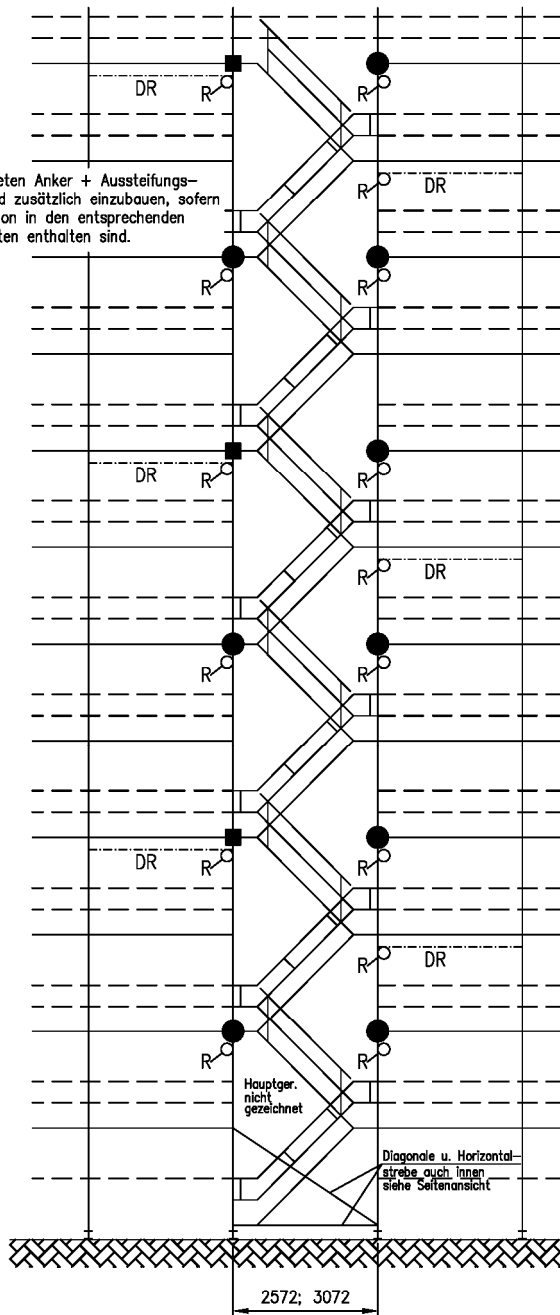 DR
R
R
R
DR
eten Anker + Aussteifungs–
d zusätzlich einzubauen, sofern
on in den entsprechenden
ten enthalten sind.
R
R
DR
R
R
R
DR
R
R
DR
R
R
R
DR
R
R
Hauptger.
nicht
gezeichnet
Diagonale u. Horizontal–
strebe auch innen
siehe Seitenansicht
2572; 3072